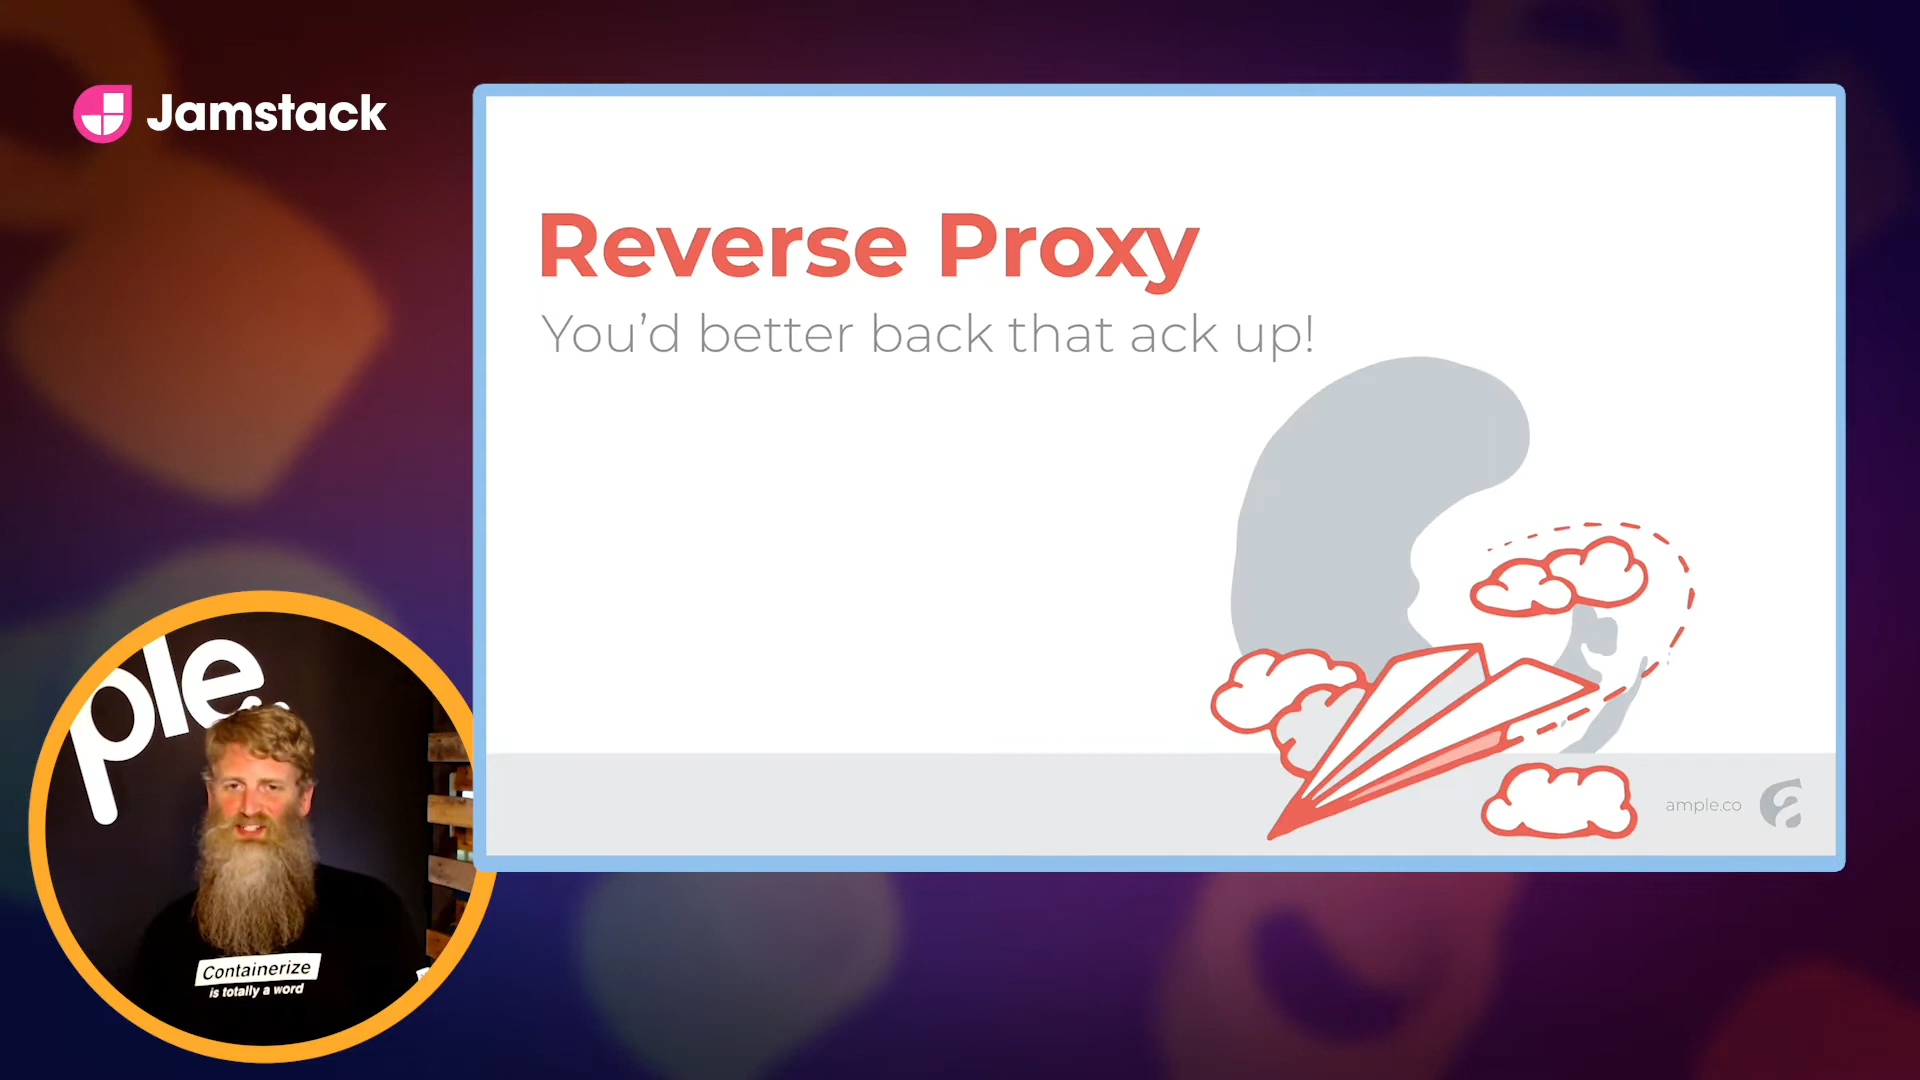 Jamstack
Reverse Proxy
You’d better back that ack up!
ple.
Containerize
is totally a word
ample.co